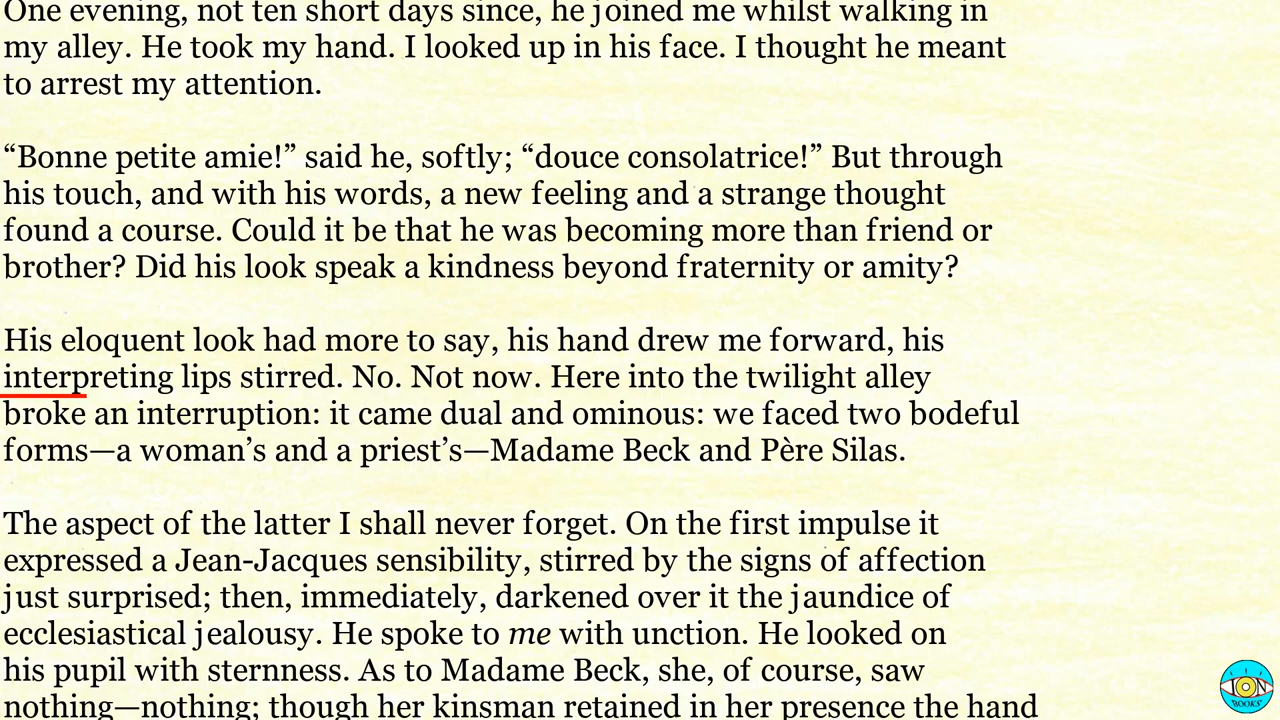 One evening, not ten short days since, he joined me whilst walking in
my alley. He took my hand. I looked up in his face. I thought he meant
to arrest my attention.
“Bonne petite amie!” said he, softly; “douce consolatrice!” But through
his touch, and with his words, a new feeling and a strange thought
found a course. Could it be that he was becoming more than friend or
brother? Did his look speak a kindness beyond fraternity or amity?
His eloquent look had more to say, his hand drew me forward, his
interpreting lips stirred. No. Not now. Here into the twilight alley
broke an interruption: it came dual and ominous: we faced two bodeful
forms—a woman’s and a priest’s—Madame Beck and Père Silas.
The aspect of the latter I shall never forget. On the first impulse it
expressed a Jean-Jacques sensibility, stirred by the signs of affection
just surprised; then, immediately, darkened over it the jaundice of
ecclesiastical jealousy. He spoke to me with unction. He looked on
his pupil with sternness. As to Madame Beck, she, of course, saw
nothing—nothing; though her kinsman retained in her presence the hand
ION
BOOKS